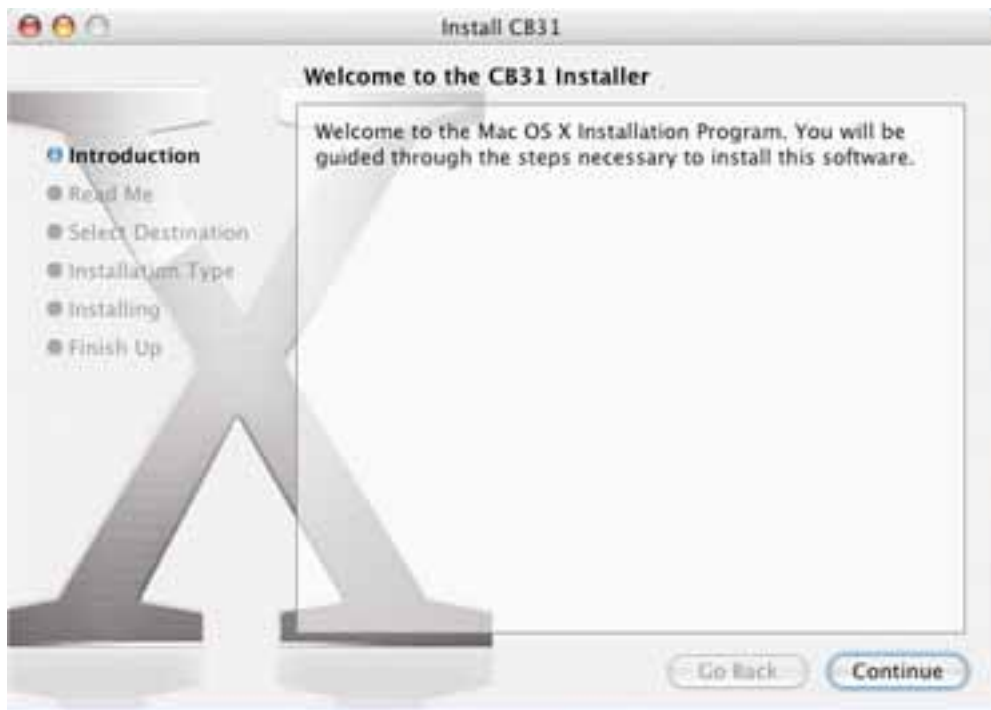 Install CB31
Welcome to the CB31 Installer
Introduction
Read Me
Select Destination
Installation Type
Installing
Finish Up
Welcome to the Mac OS X Installation Program. You will be
guided through the steps necessary to install this software.
Go Back
Continue